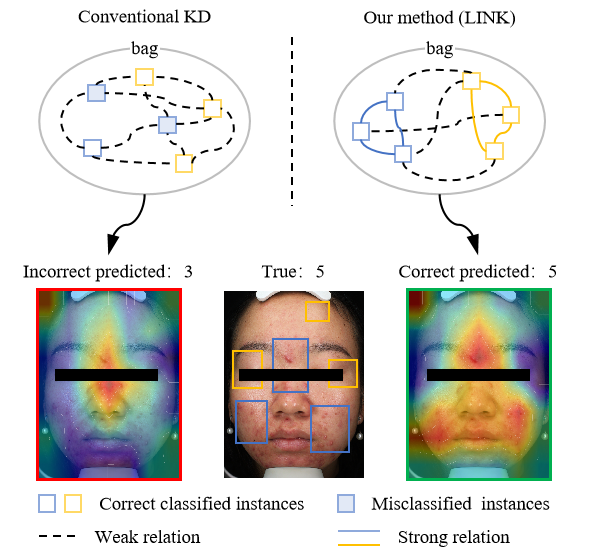 Conventional KD
Our method (LINK)
bag
bag
Incorrect predicted: 3
True: 5
Correct predicted: 5
Correct classified instances
Misclassified instances
Weak relation
Strong relation